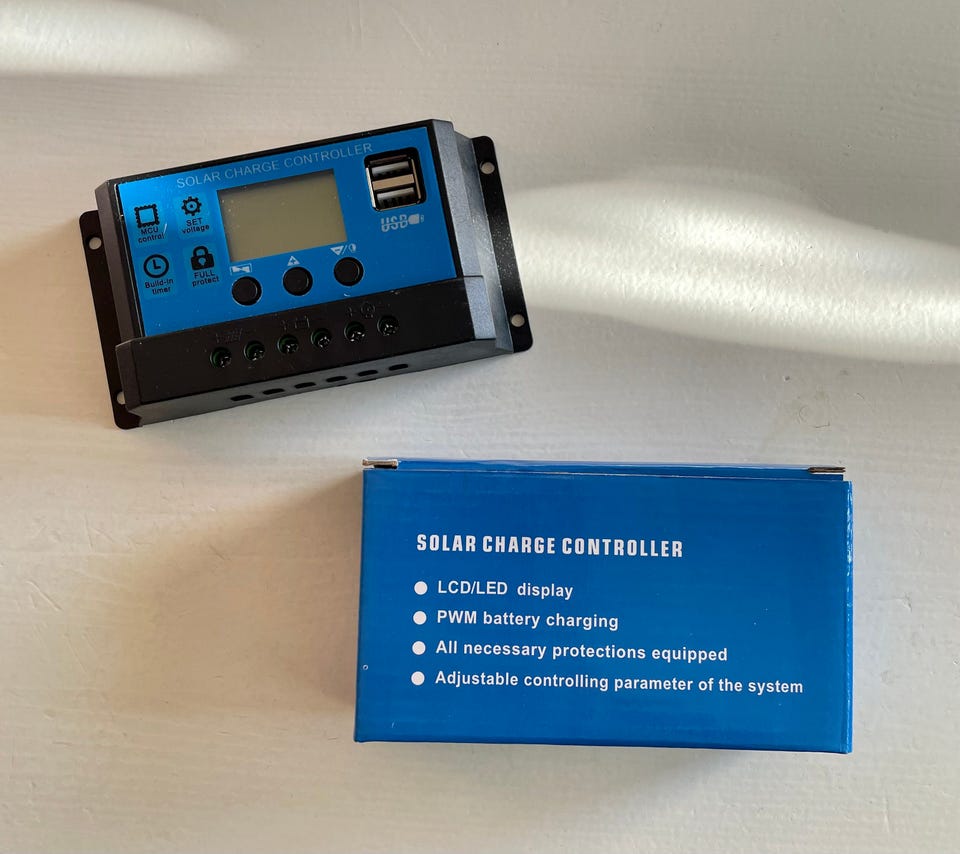 SOLAR CHARGE CONTROLLER
MCU
control
SET
voltage
Build-in
timer
FULL
protect
USB
SOLAR CHARGE CONTROLLER
LCD/LED display
PWM battery charging
All necessary protections equipped
Adjustable controlling parameter of the system